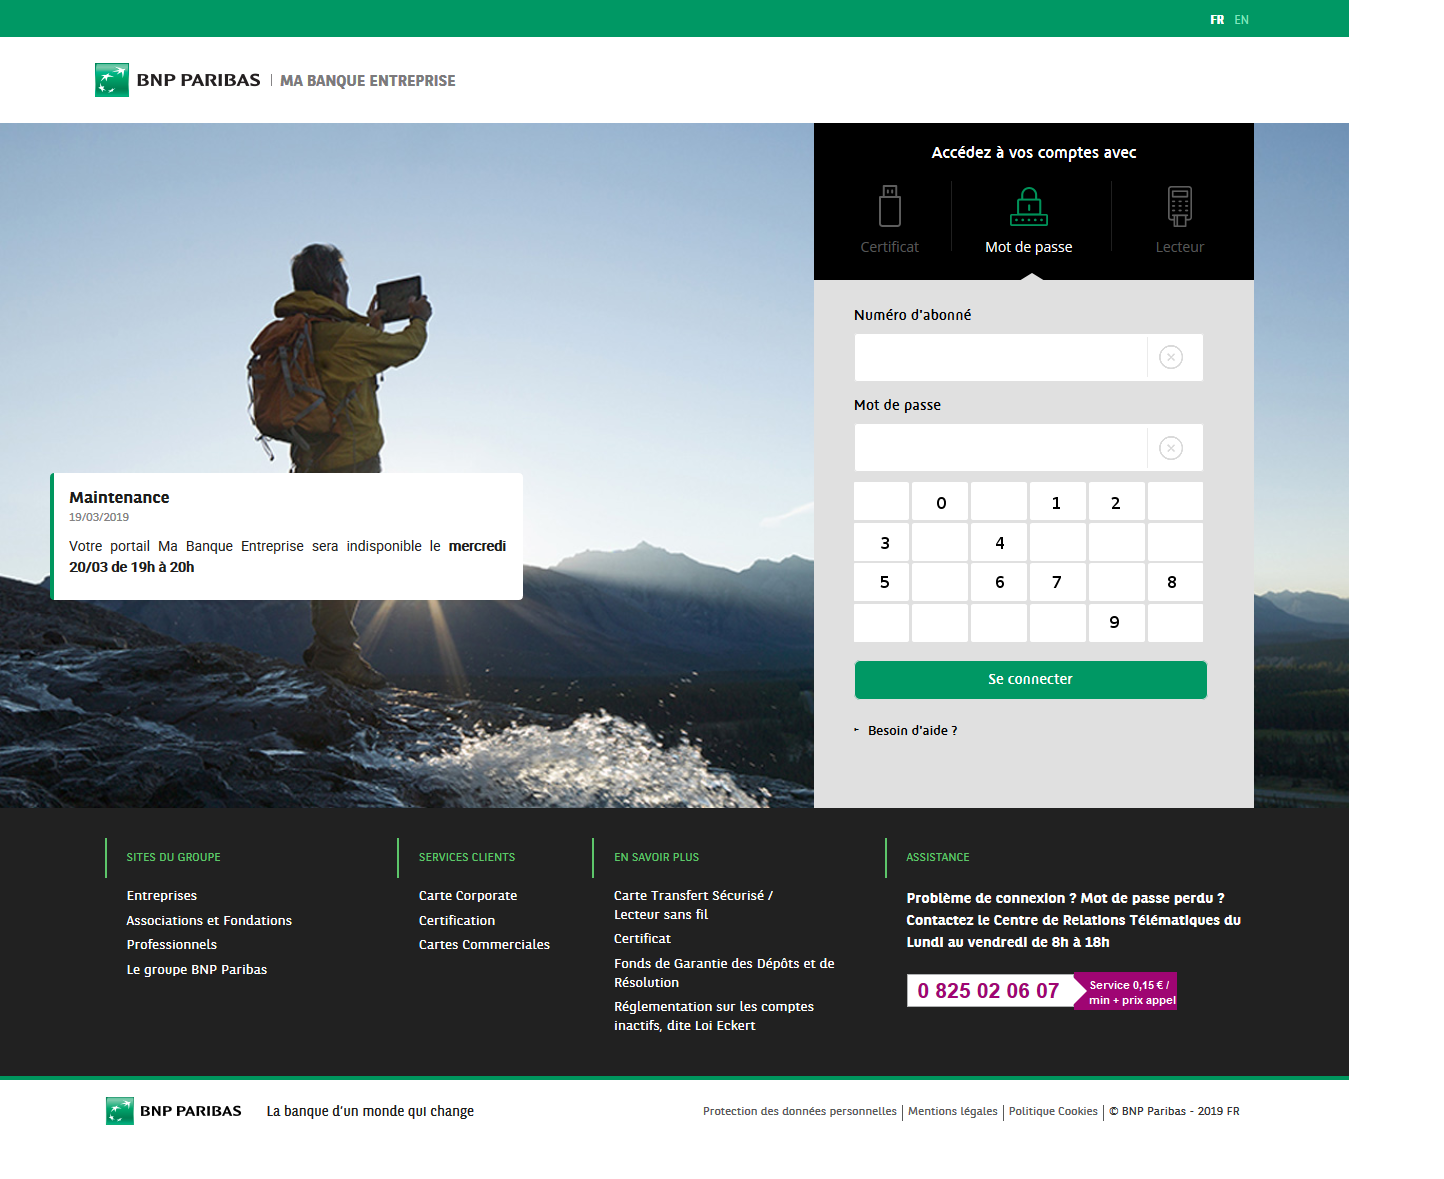 FR EN
BNP PARIBAS | MA BANQUE ENTREPRISE
Accédez à vos comptes avec
Certificat
Mot de passe
Lecteur
Numéro d'abonné
Mot de passe
0 1 2
3 4
5 6 7 8
9
Se connecter
Besoin d'aide ?
Maintenance
19/03/2019
Votre portail Ma Banque Entreprise sera indisponible le mercredi
20/03 de 19h à 20h
SITES DU GROUPE
Entreprises
Associations et Fondations
Professionnels
Le groupe BNP Paribas
SERVICES CLIENTS
Carte Corporate
Certification
Cartes Commerciales
EN SAVOIR PLUS
Carte Transfert Sécurisé /
Lecteur sans fil
Certificat
Fonds de Garantie des Dépôts et de
Résolution
Réglementation sur les comptes
inactifs, dite Loi Eckert
ASSISTANCE
Problème de connexion ? Mot de passe perdu ?
Contactez le Centre de Relations Télématiques du
Lundi au vendredi de 8h à 18h
0 825 02 06 07
Service 0,15 € /
min + prix appel
BNP PARIBAS
La banque d'un monde qui change
Protection des données personnelles | Mentions légales | Politique Cookies | © BNP Paribas - 2019 FR